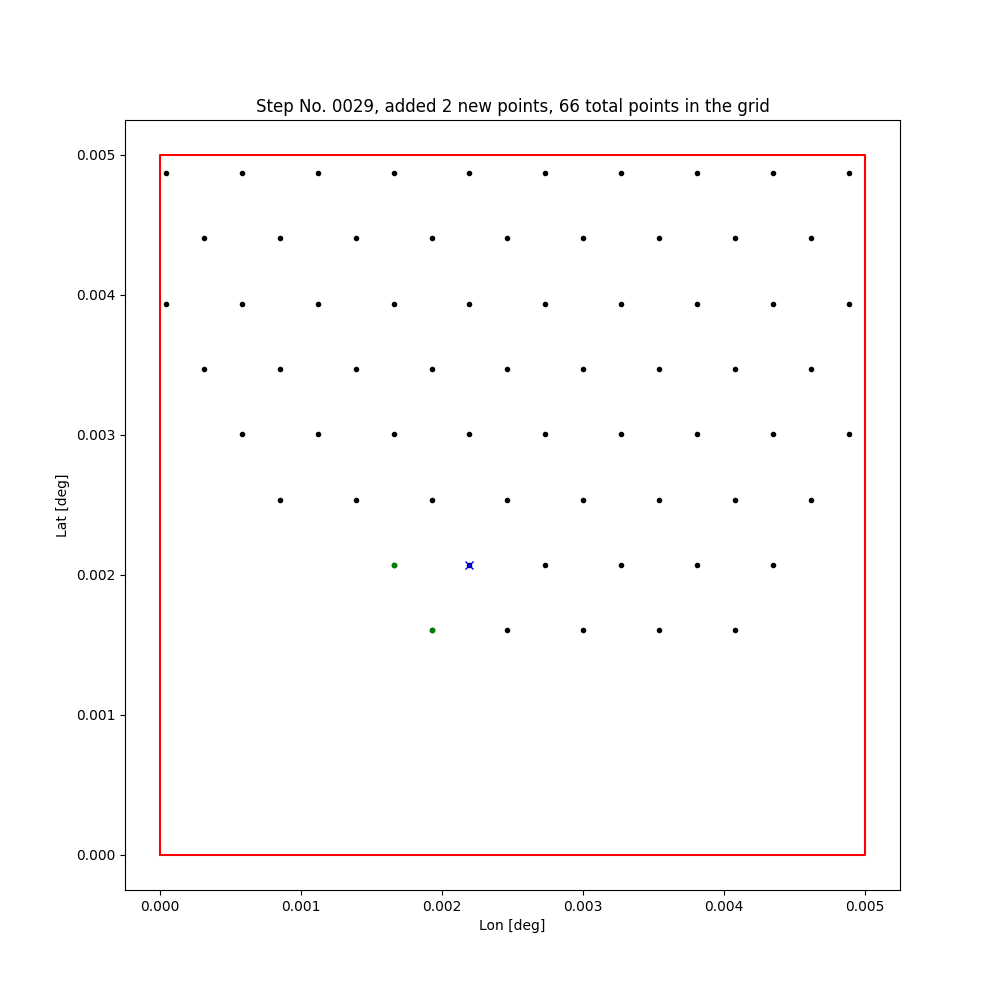 Step No. 0029, added 2 new points, 66 total points in the grid
0.005
0.004
0.003
0.002
0.001
0.000
Lat [deg]
0.000 0.001 0.002 0.003 0.004 0.005
Lon [deg]